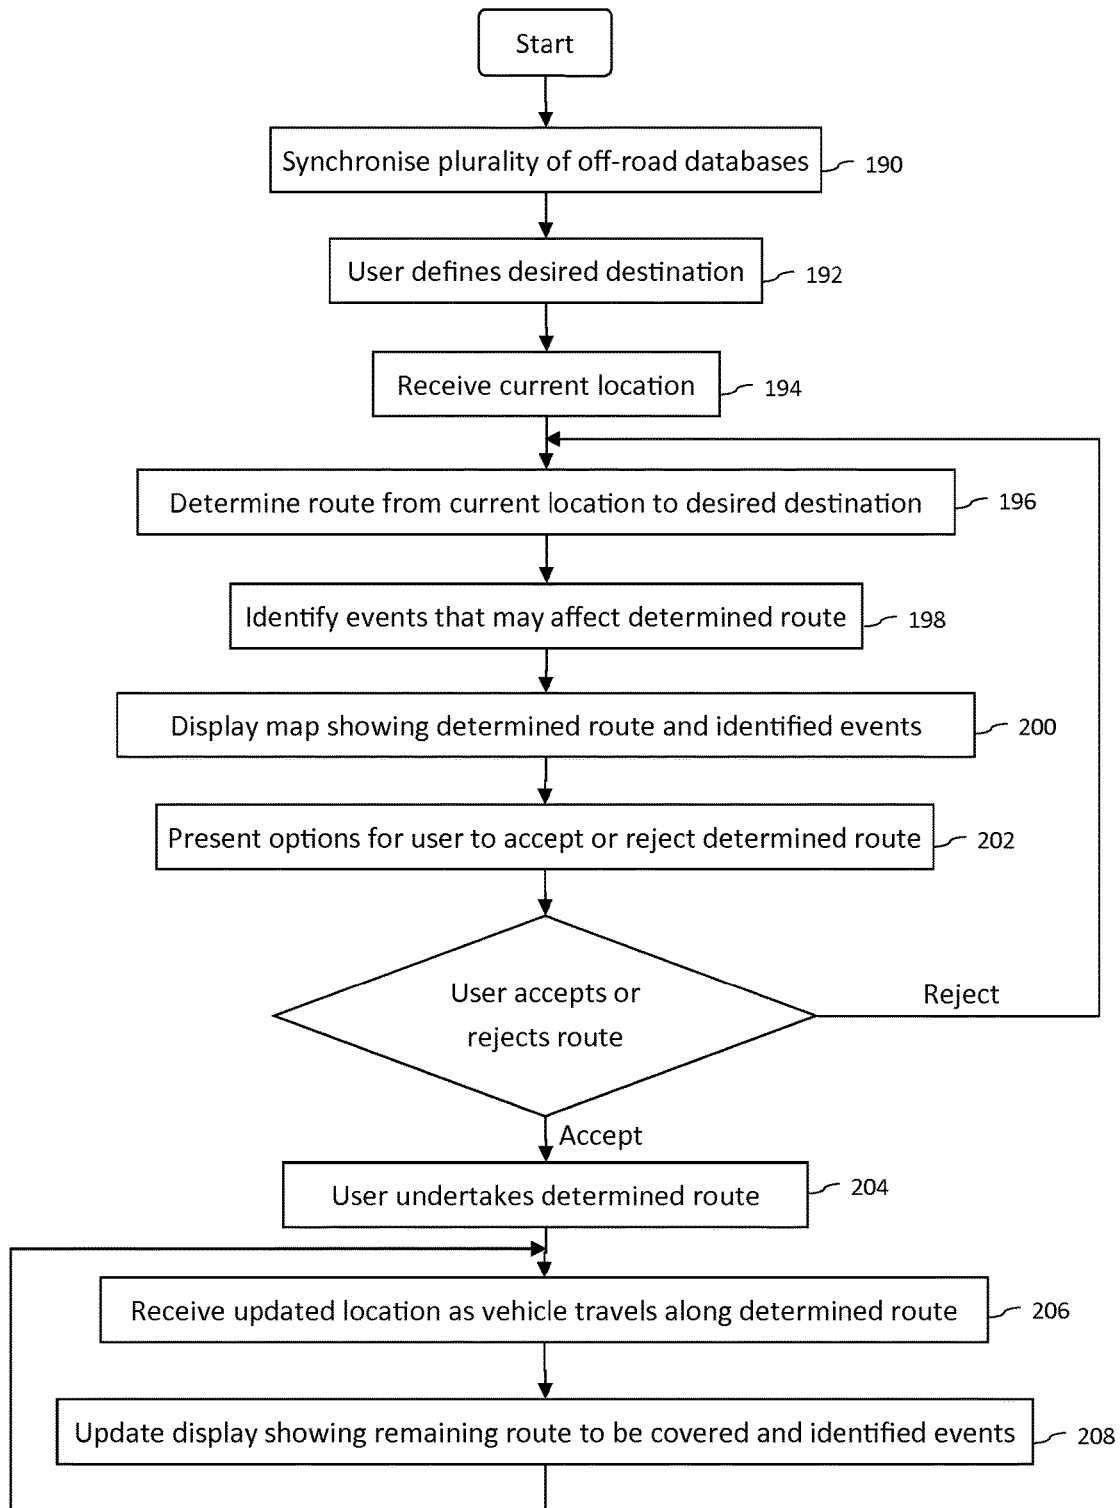 Start
Synchronise plurality of off-road databases
190
User defines desired destination
192
Receive current location
194
Determine route from current location to desired destination
196
Identify events that may affect determined route
198
Display map showing determined route and identified events
200
Present options for user to accept or reject determined route
202
User accepts or
rejects route
Reject
Accept
User undertakes determined route
204
Receive updated location as vehicle travels along determined route
206
Update display showing remaining route to be covered and identified events
208